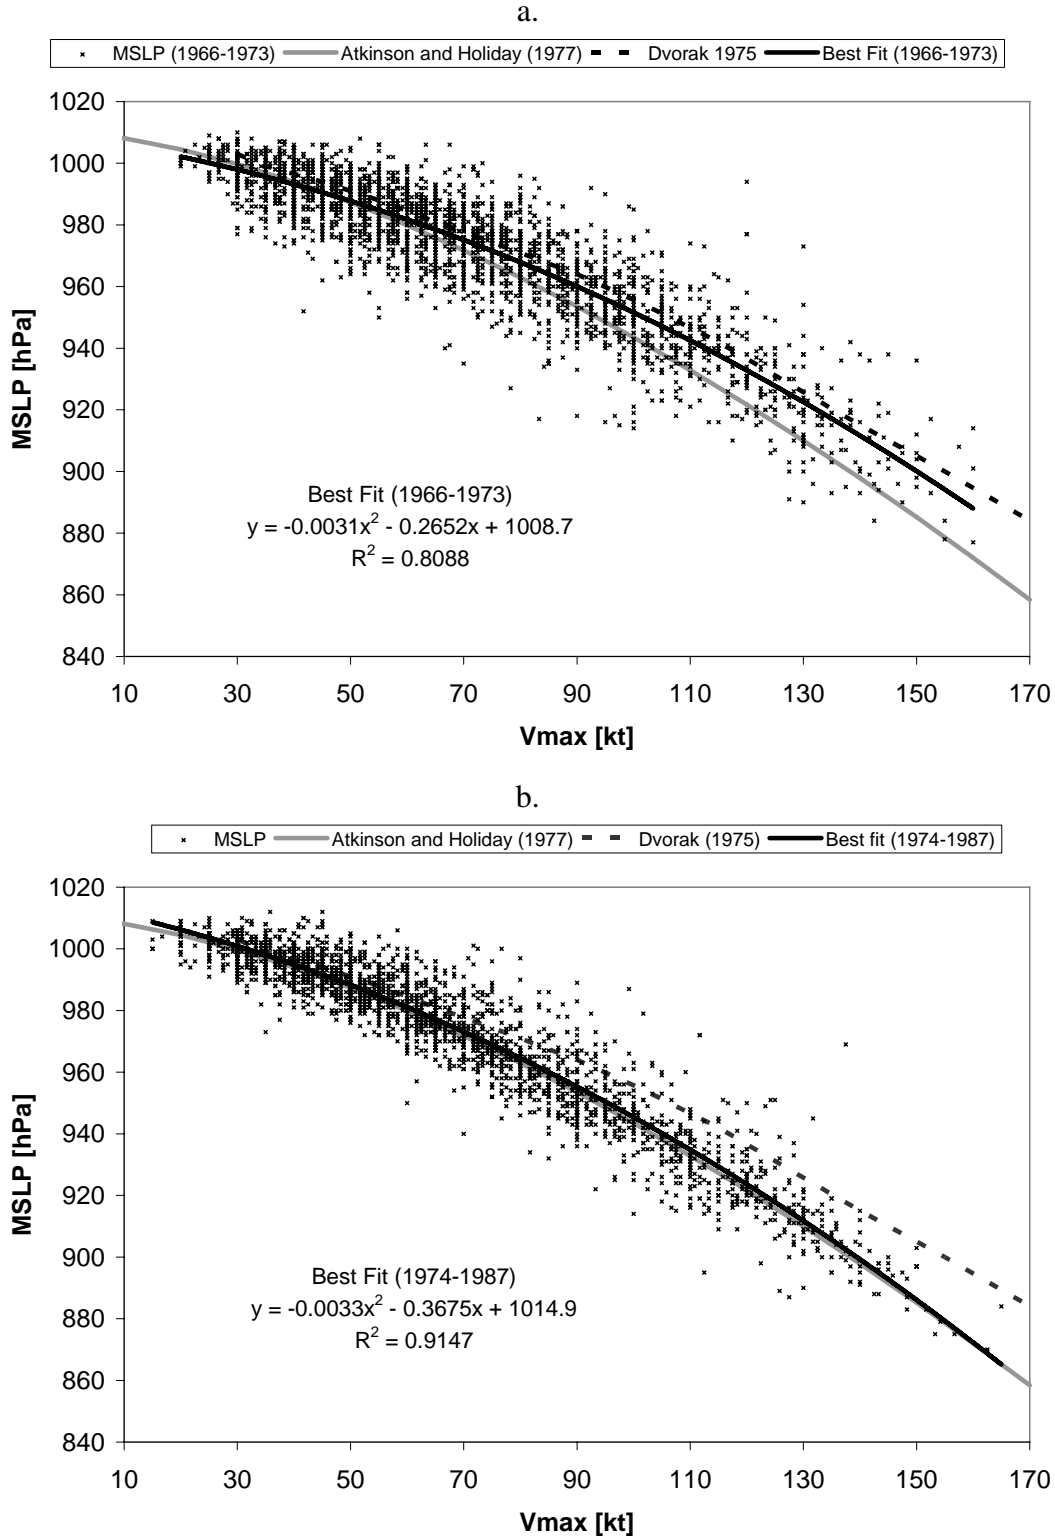 a.
MSLP (1966-1973) Atkinson and Holiday (1977) Dvorak 1975 Best Fit (1966-1973)
1020
1000
980
960
940
920
900
880
860
840
MSLP [hPa]
Best Fit (1966-1973)
y = -0.0031x² - 0.2652x + 1008.7
R² = 0.8088
10 30 50 70 90 110 130 150 170
Vmax [kt]
b.
MSLP Atkinson and Holiday (1977) Dvorak (1975) Best fit (1974-1987)
1020
1000
980
960
940
920
900
880
860
840
MSLP [hPa]
Best Fit (1974-1987)
y = -0.0033x² - 0.3675x + 1014.9
R² = 0.9147
10 30 50 70 90 110 130 150 170
Vmax [kt]